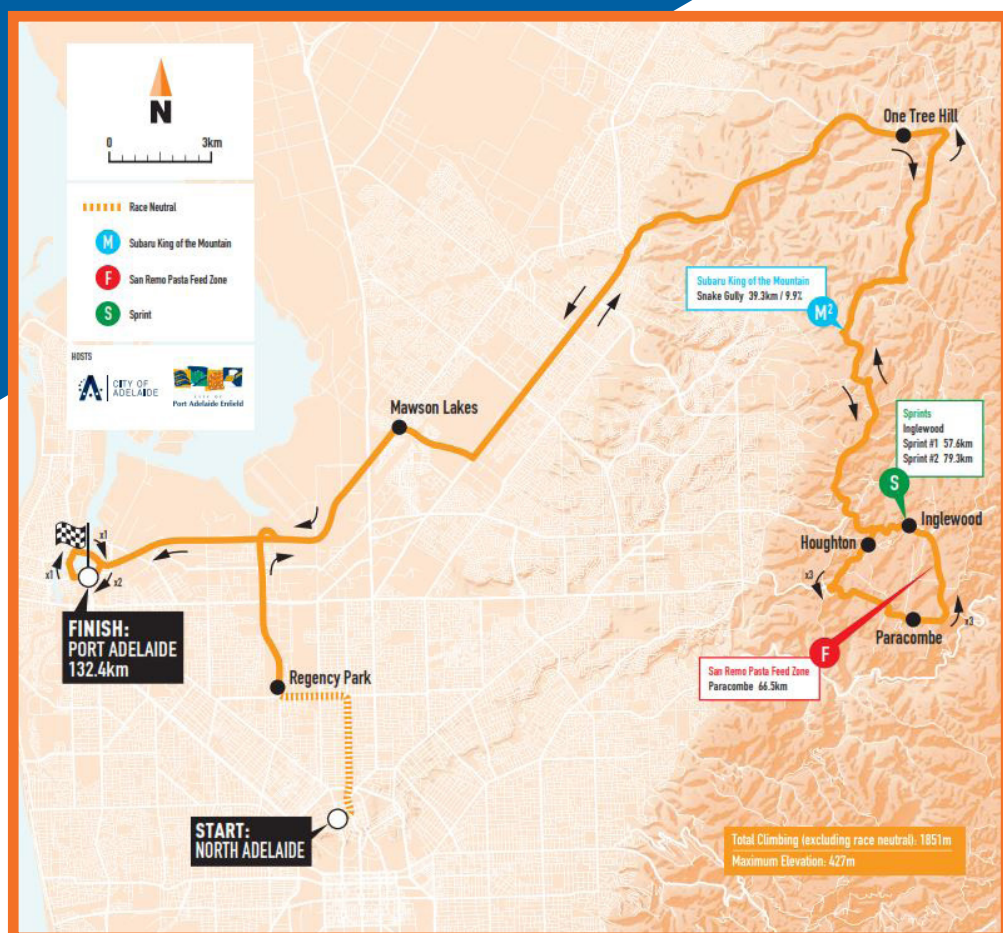 N
0 3km
Race Neutral
M Subaru King of the Mountain
F San Remo Pasta Feed Zone
S Sprint
HOSTS
CITY OF
ADELAIDE
CITY OF
Port Adelaide Enfield
One Tree Hill
Subaru King of the Mountain
Snake Gully 39.3km / 9.9%
M²
Mawson Lakes
Sprints
Inglewood
Sprint #1 57.6km
Sprint #2 79.3km
S
Inglewood
Houghton
x1
x1
x2
x3
x3
FINISH:
PORT ADELAIDE
132.4km
Paracombe
F
San Remo Pasta Feed Zone
Paracombe 66.5km
Regency Park
START:
NORTH ADELAIDE
Total Climbing (excluding race neutral): 1851m
Maximum Elevation: 427m